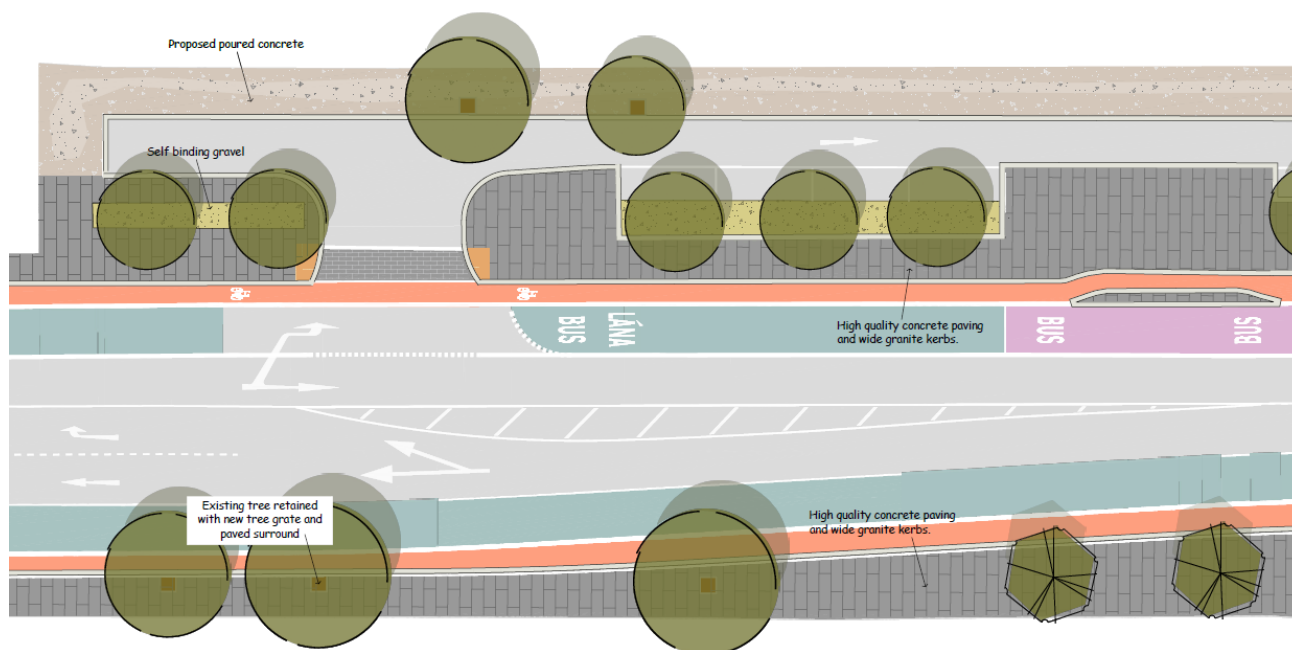 Proposed poured concrete
Self binding gravel
LÁNA
BUS
High quality concrete paving
and wide granite kerbs.
BUS
BUS
Existing tree retained
with new tree grate and
paved surround
High quality concrete paving
and wide granite kerbs.